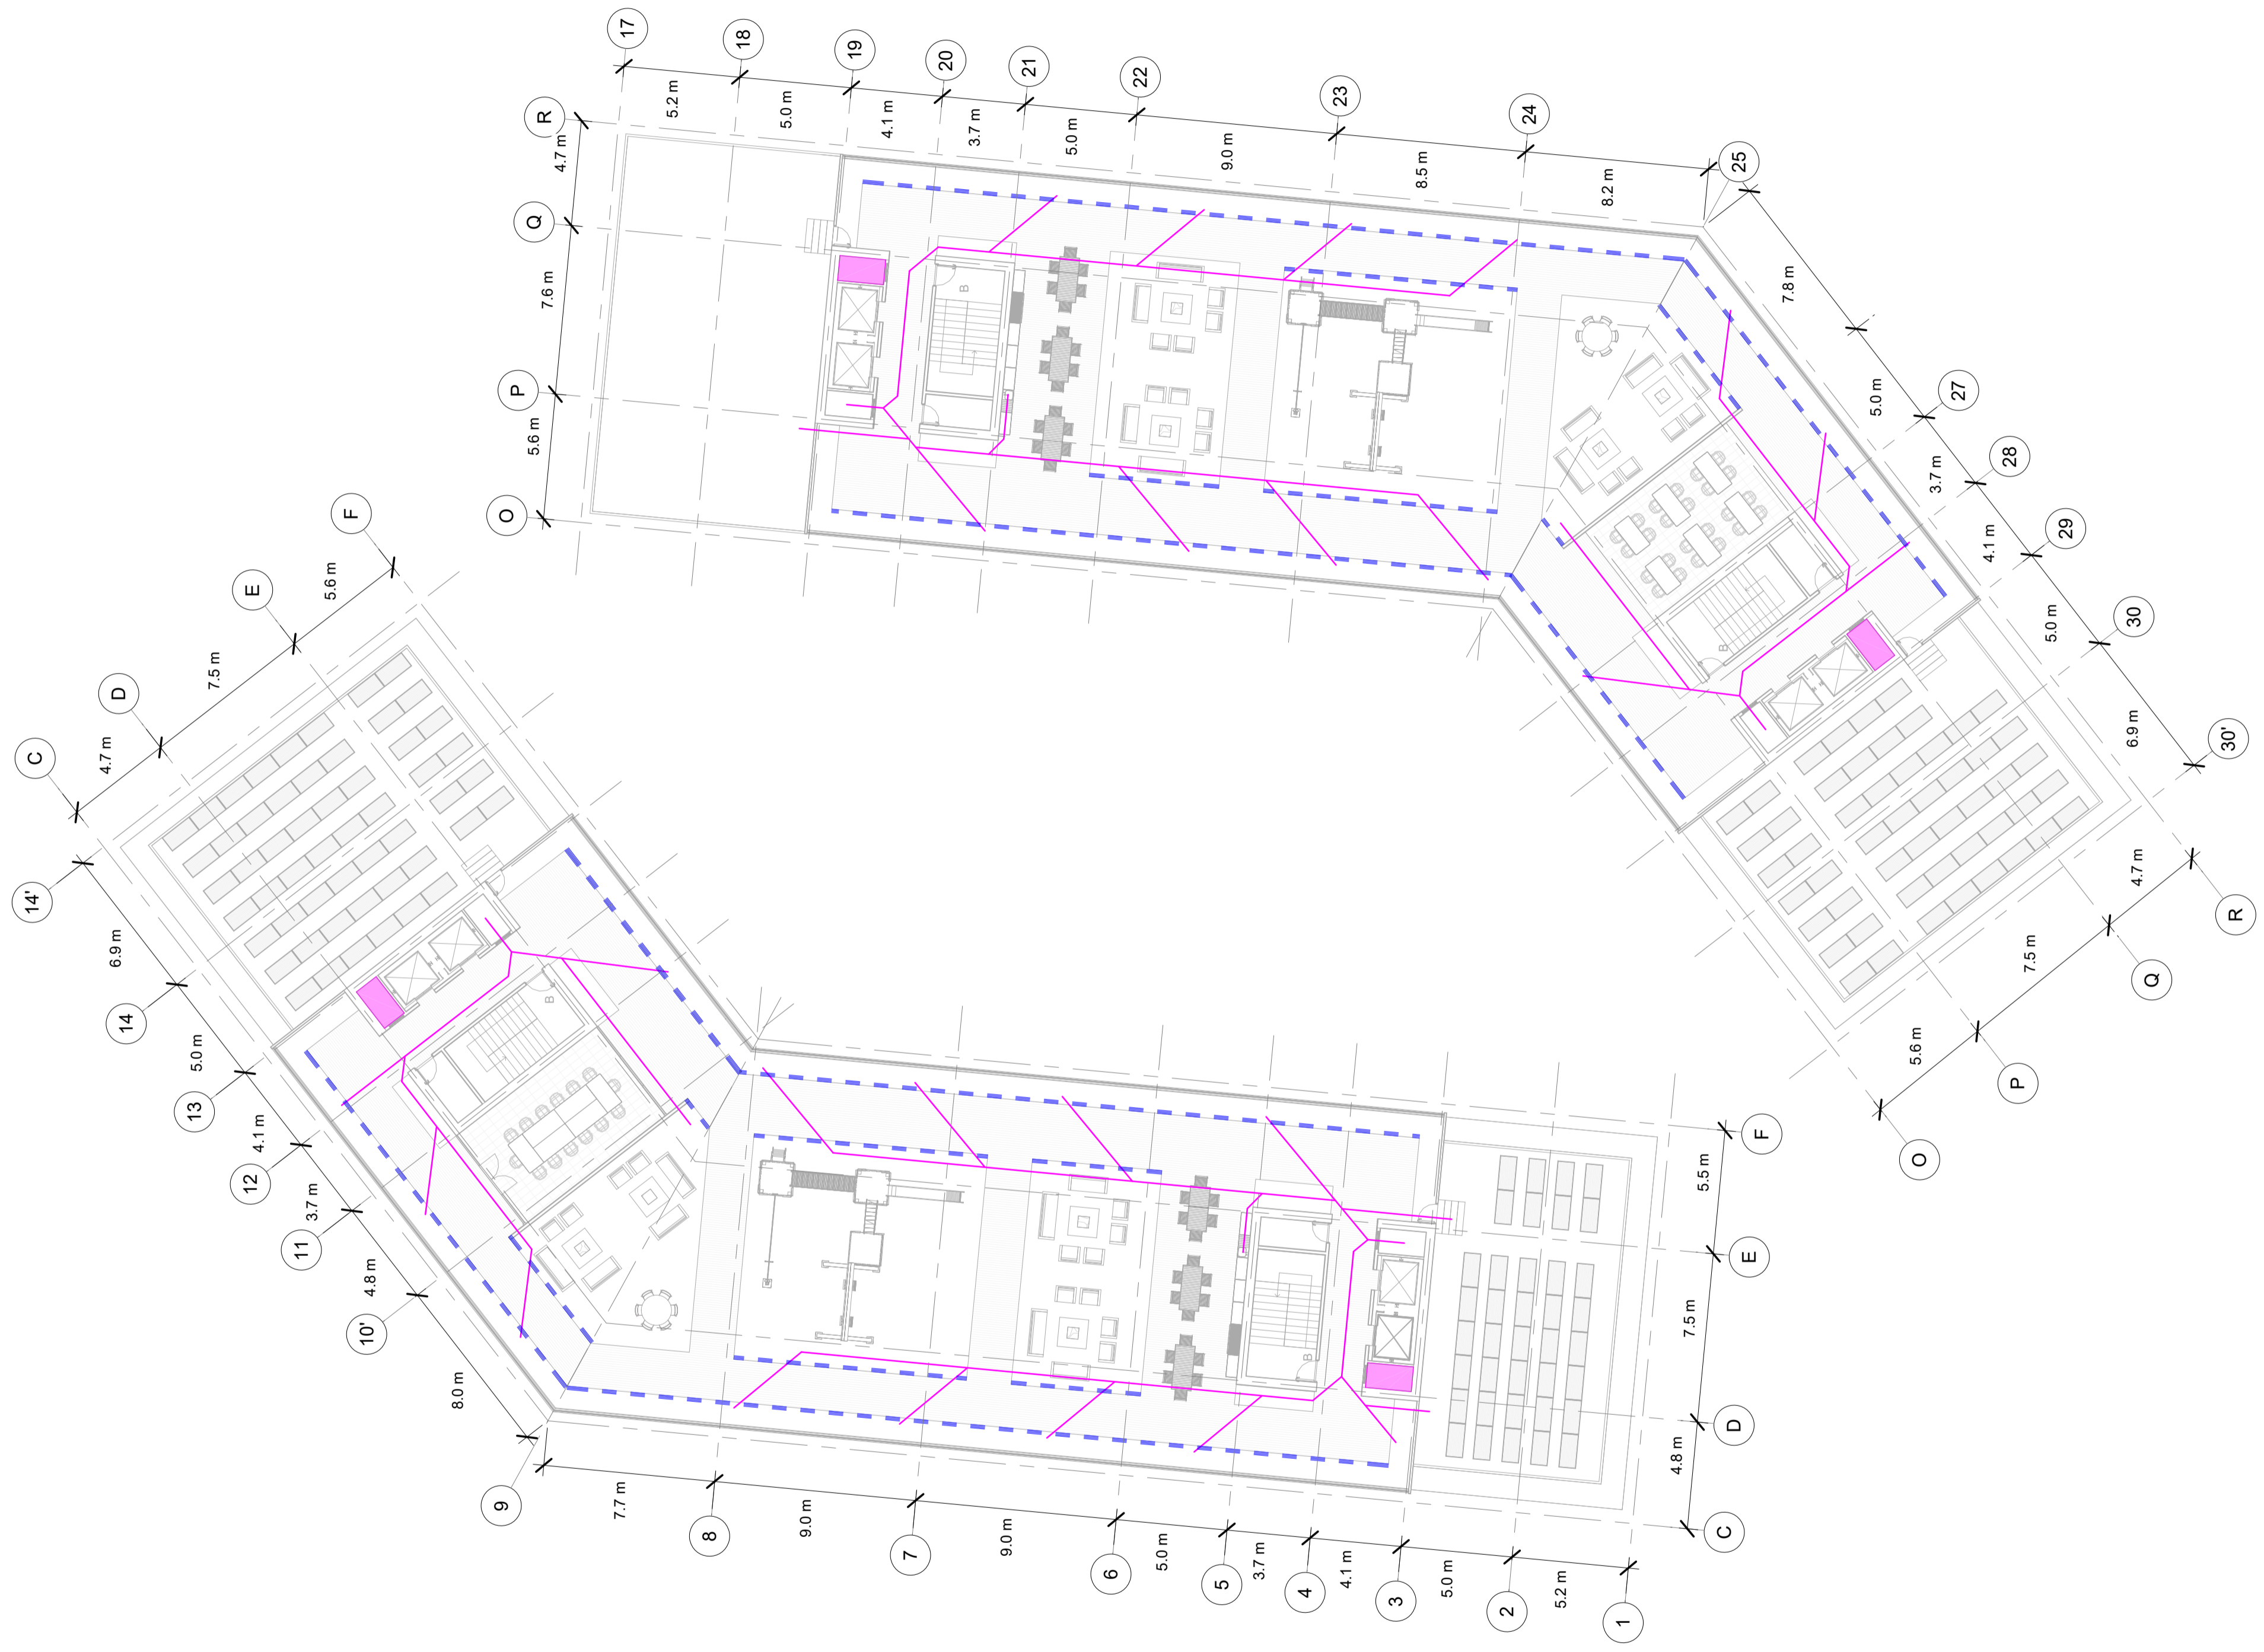 17
5.2 m
18
5.0 m
19
4.1 m
20
3.7 m
21
5.0 m
22
9.0 m
23
8.5 m
24
8.2 m
25
R
4.7 m
Q
7.6 m
P
5.6 m
O
7.8 m
5.0 m
27
3.7 m
28
4.1 m
29
5.0 m
30
6.9 m
30'
B
B
4.7 m
R
7.5 m
Q
5.6 m
P
O
F
5.6 m
E
7.5 m
D
4.7 m
C
14'
6.9 m
14
5.0 m
13
4.1 m
12
3.7 m
11
4.8 m
10'
8.0 m
9
B
B
7.7 m
8
9.0 m
7
9.0 m
6
5.0 m
5
3.7 m
4
4.1 m
3
5.0 m
2
5.2 m
1
F
5.5 m
E
7.5 m
D
4.8 m
C